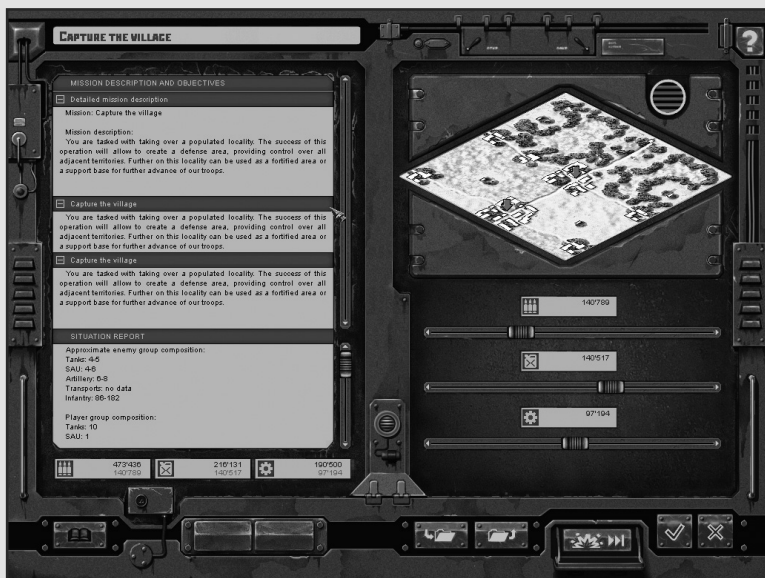 CAPTURE THE VILLAGE
MISSION DESCRIPTION AND OBJECTIVES
Detailed mission description
Mission: Capture the village
Mission description:
You are tasked with taking over a populated locality. The success of this
operation will allow to create a defense area, providing control over all
adjacent territories. Further on this locality can be used as a fortified area or
a support base for further advance of our troops.
Capture the village
You are tasked with taking over a populated locality. The success of this
operation will allow to create a defense area, providing control over all
adjacent territories. Further on this locality can be used as a fortified area or
a support base for further advance of our troops.
Capture the village
You are tasked with taking over a populated locality. The success of this
operation will allow to create a defense area, providing control over all
adjacent territories. Further on this locality can be used as a fortified area or
a support base for further advance of our troops.
SITUATION REPORT
Approximate enemy group composition:
Tanks: 4-5
SAU: 4-6
Artillery: 6-8
Transports: no data
Infantry: 86-182
Player group composition:
Tanks: 10
SAU: 1
473'436
140'789
216'131
140'517
190'500
97'194
?
140'789
140'517
97'194